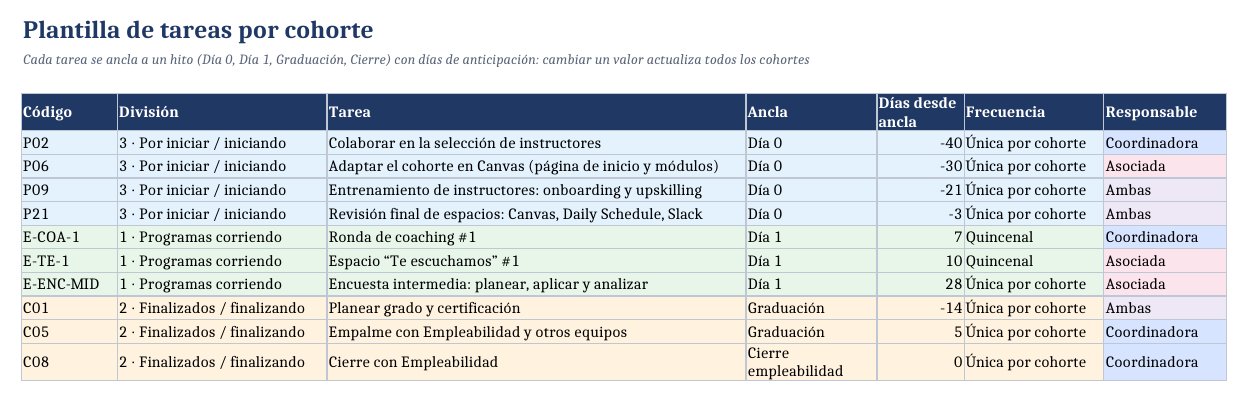 Plantilla de tareas por cohorte
Cada tarea se ancla a un hito (Día 0, Día 1, Graduación, Cierre) con días de anticipación: cambiar un valor actualiza todos los cohortes
Código División Tarea Ancla Días desde ancla Frecuencia Responsable
P02 3 · Por iniciar / iniciando Colaborar en la selección de instructores Día 0 -40 Única por cohorte Coordinadora
P06 3 · Por iniciar / iniciando Adaptar el cohorte en Canvas (página de inicio y módulos) Día 0 -30 Única por cohorte Asociada
P09 3 · Por iniciar / iniciando Entrenamiento de instructores: onboarding y upskilling Día 0 -21 Única por cohorte Ambas
P21 3 · Por iniciar / iniciando Revisión final de espacios: Canvas, Daily Schedule, Slack Día 0 -3 Única por cohorte Ambas
E-COA-1 1 · Programas corriendo Ronda de coaching #1 Día 1 7 Quincenal Coordinadora
E-TE-1 1 · Programas corriendo Espacio “Te escuchamos” #1 Día 1 10 Quincenal Asociada
E-ENC-MID 1 · Programas corriendo Encuesta intermedia: planear, aplicar y analizar Día 1 28 Única por cohorte Asociada
C01 2 · Finalizados / finalizando Planear grado y certificación Graduación -14 Única por cohorte Ambas
C05 2 · Finalizados / finalizando Empalme con Empleabilidad y otros equipos Graduación 5 Única por cohorte Coordinadora
C08 2 · Finalizados / finalizando Cierre con Empleabilidad Cierre empleabilidad 0 Única por cohorte Coordinadora